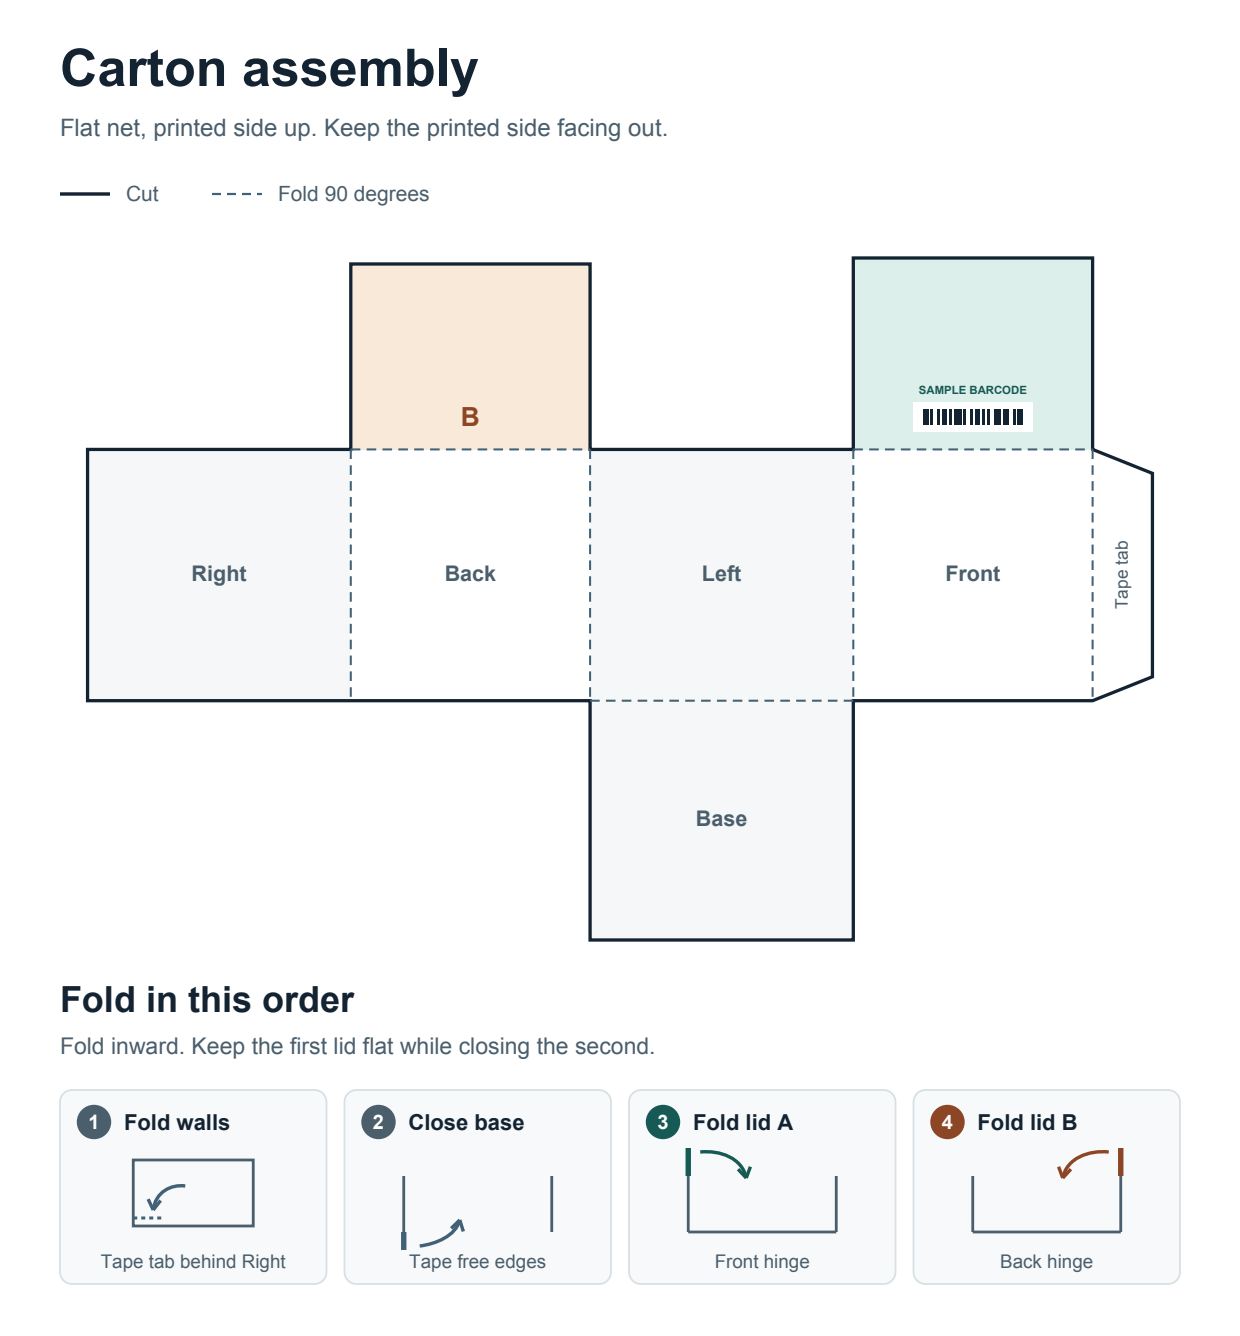 Carton assembly
Flat net, printed side up. Keep the printed side facing out.
Cut
Fold 90 degrees
SAMPLE BARCODE
B
Right
Back
Left
Front
Tape tab
Base
Fold in this order
Fold inward. Keep the first lid flat while closing the second.
1 Fold walls
Tape tab behind Right
2 Close base
Tape free edges
3 Fold lid A
Front hinge
4 Fold lid B
Back hinge